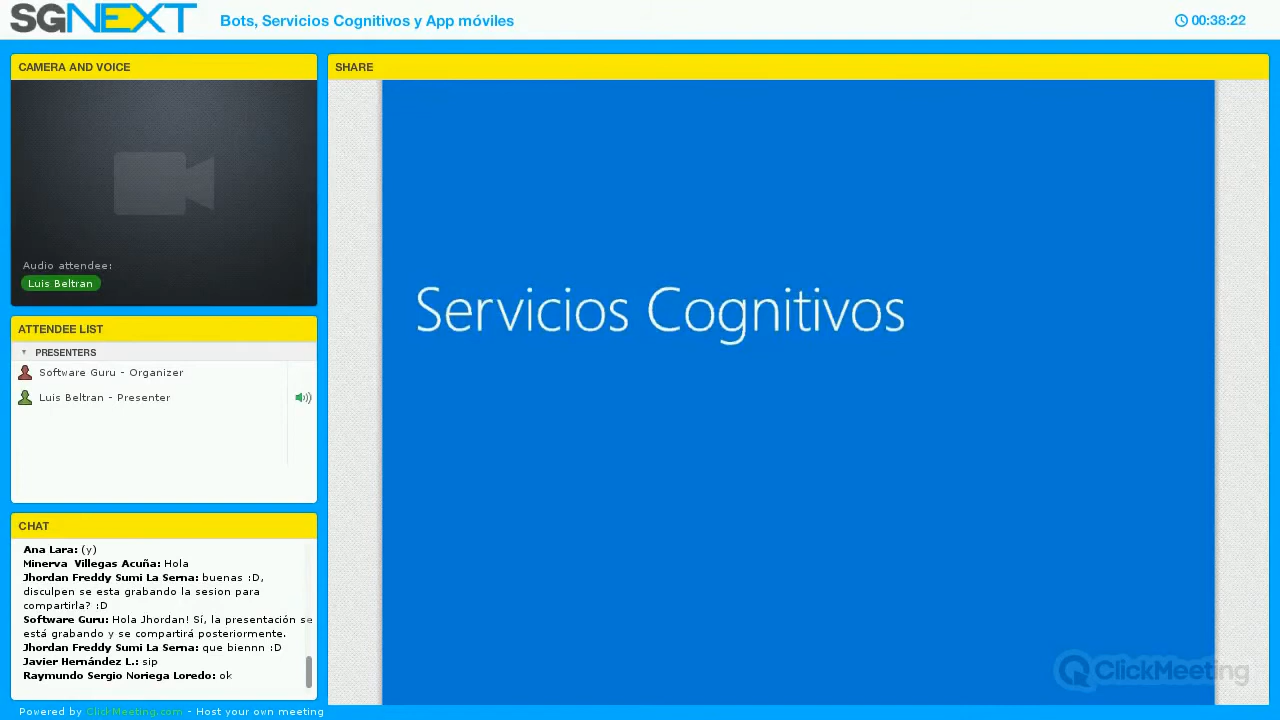 SGNEXT
Bots, Servicios Cognitivos y App móviles
00:38:22
CAMERA AND VOICE
Audio attendee:
Luis Beltran
ATTENDEE LIST
PRESENTERS
Software Guru - Organizer
Luis Beltran - Presenter
CHAT
Ana Lara: (y)
Minerva Villegas Acuña: Hola
Jhordan Freddy Sumi La Serna: buenas :D,
disculpen se esta grabando la sesion para
compartirla? :D
Software Guru: Hola Jhordan! Sí, la presentación se
está grabando y se compartirá posteriormente.
Jhordan Freddy Sumi La Serna: que biennn :D
Javier Hernández L.: sip
Raymundo Sergio Noriega Loredo: ok
Powered by ClickMeeting.com - Host your own meeting
SHARE
Servicios Cognitivos
ClickMeeting